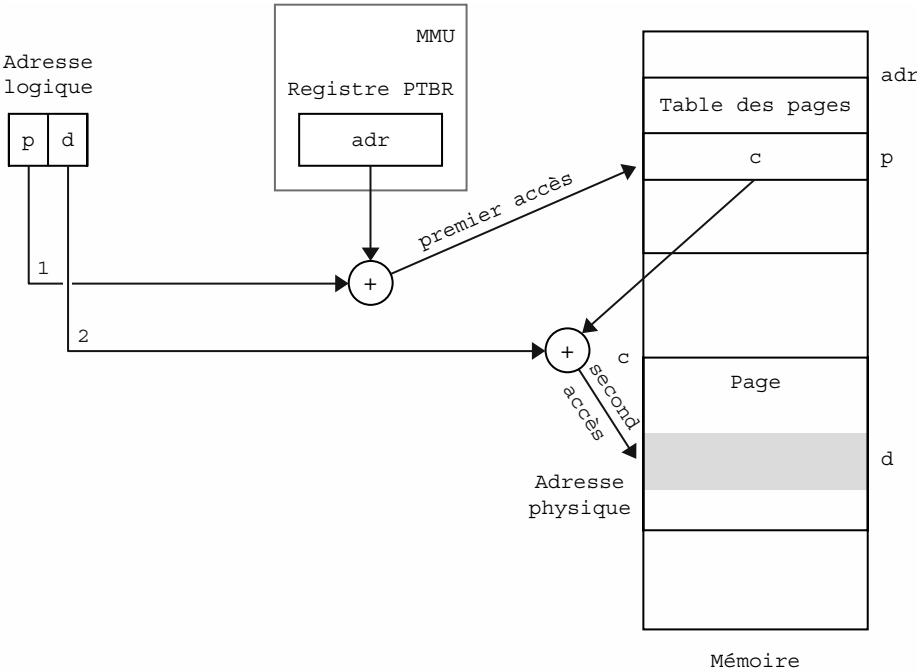 MMU
Adresse
logique
Registre PTBR
p
d
adr
adr
Table des pages
c
p
premier accès
1
+
2
+
c
second
accès
Page
d
Adresse
physique
Mémoire